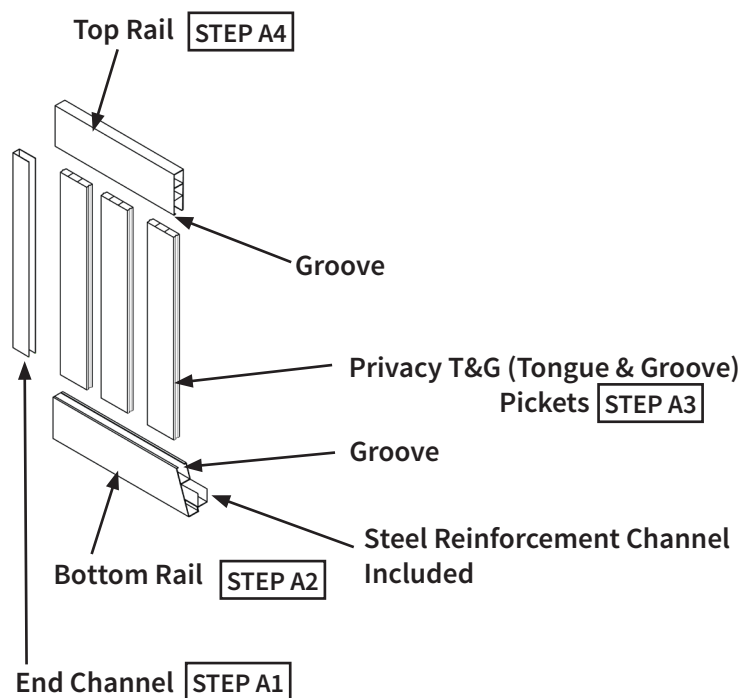 Top Rail STEP A4
Groove
Privacy T&G (Tongue & Groove)
Pickets STEP A3
Groove
Steel Reinforcement Channel
Included
Bottom Rail STEP A2
End Channel STEP A1